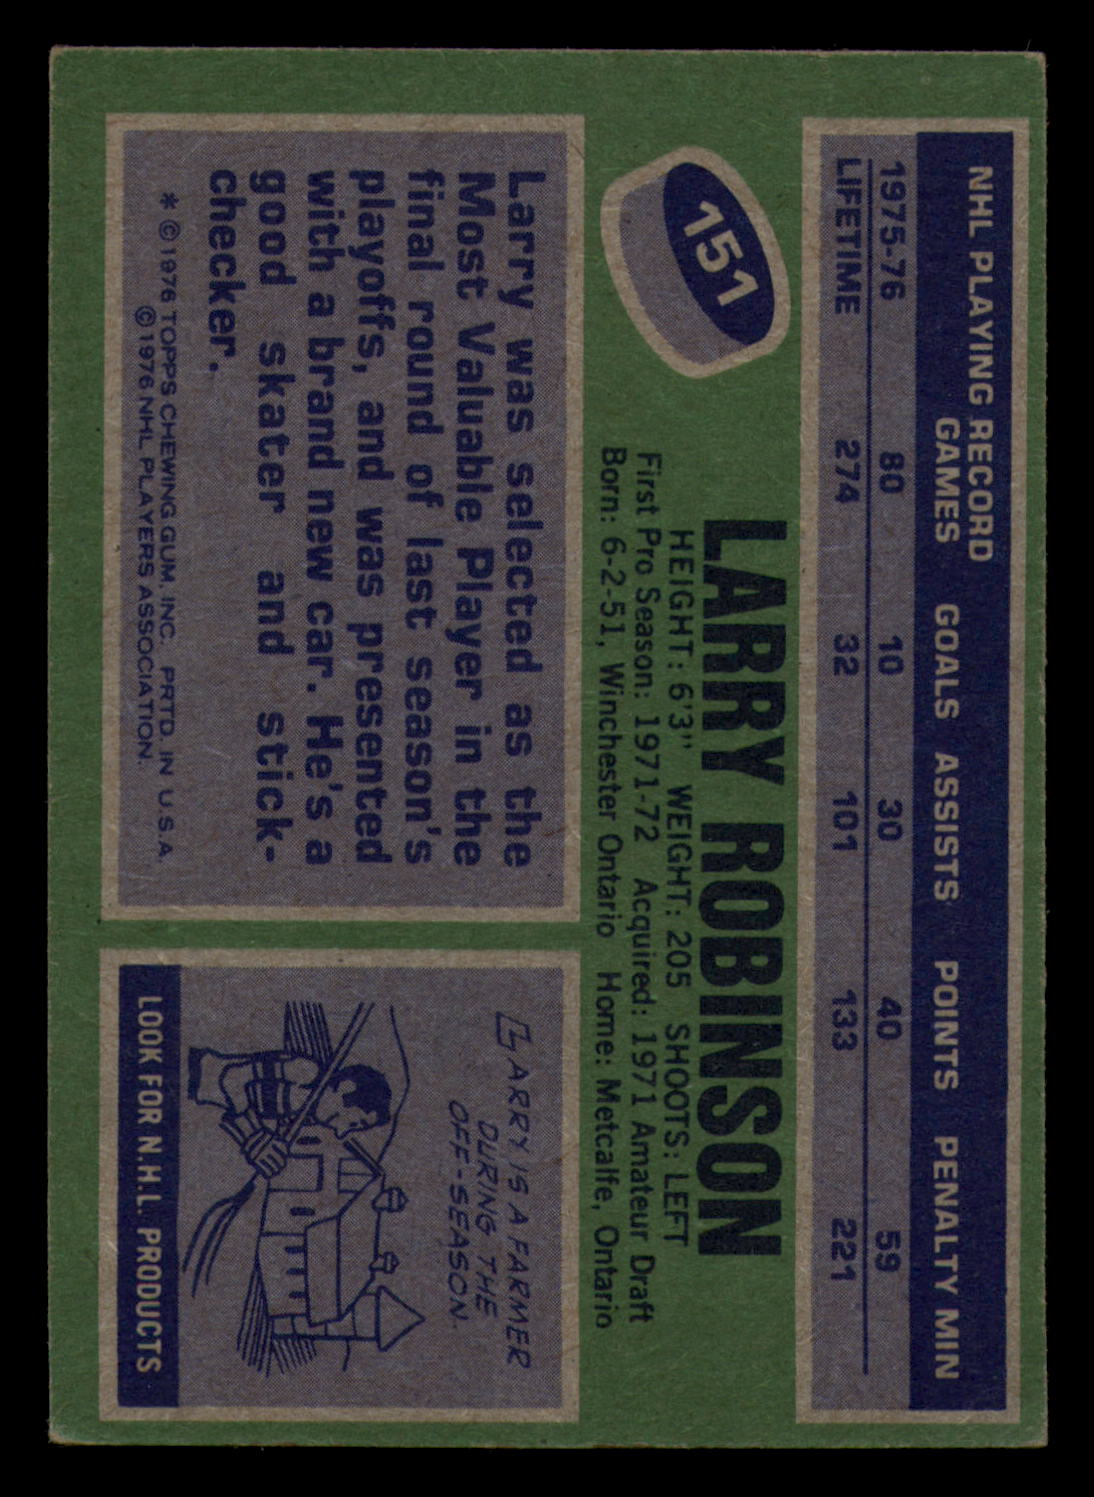 NHL PLAYING RECORD
GAMES GOALS ASSISTS POINTS PENALTY MIN
1975-76 80 10 30 40 59
LIFETIME 274 32 101 133 221
151
LARRY ROBINSON
HEIGHT: 6'3" WEIGHT: 205 SHOOTS: LEFT
First Pro Season: 1971-72 Acquired: 1971 Amateur Draft
Born: 6-2-51, Winchester Ontario Home: Metcalfe, Ontario
Larry was selected as the
Most Valuable Player in the
final round of last season's
playoffs, and was presented
with a brand new car. He's a
good skater and stick-
checker.
* ©1976 TOPPS CHEWING GUM, INC. PRTD. IN U.S.A.
©1976 NHL PLAYERS ASSOCIATION.
LARRY IS A FARMER
DURING THE
OFF-SEASON.
LOOK FOR N.H.L. PRODUCTS